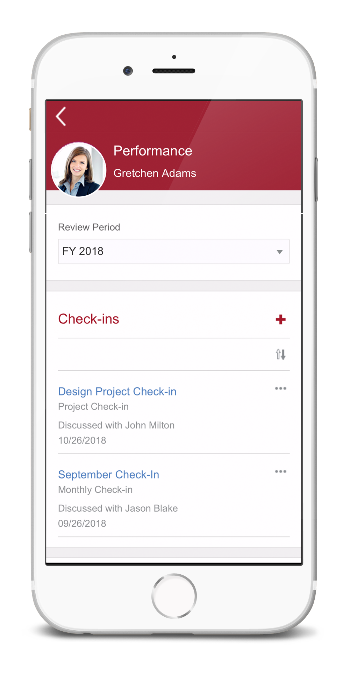 Performance
Gretchen Adams
Review Period
FY 2018
Check-ins
Design Project Check-in
Project Check-in
Discussed with John Milton
10/26/2018
September Check-In
Monthly Check-in
Discussed with Jason Blake
09/26/2018